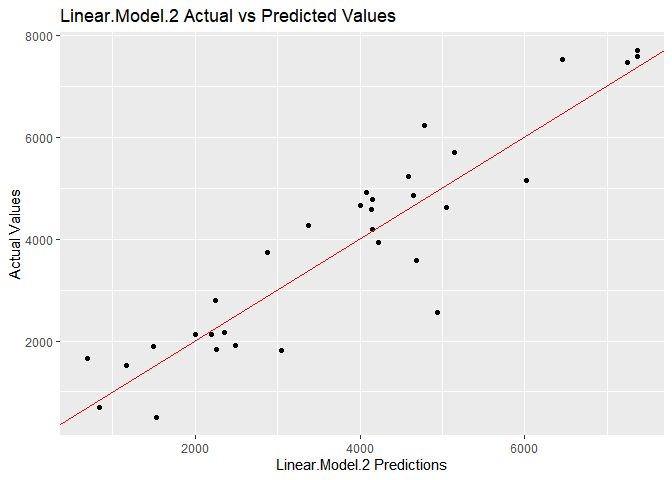 Linear.Model.2 Actual vs Predicted Values
8000
6000
4000
2000
Actual Values
2000 4000 6000
Linear.Model.2 Predictions